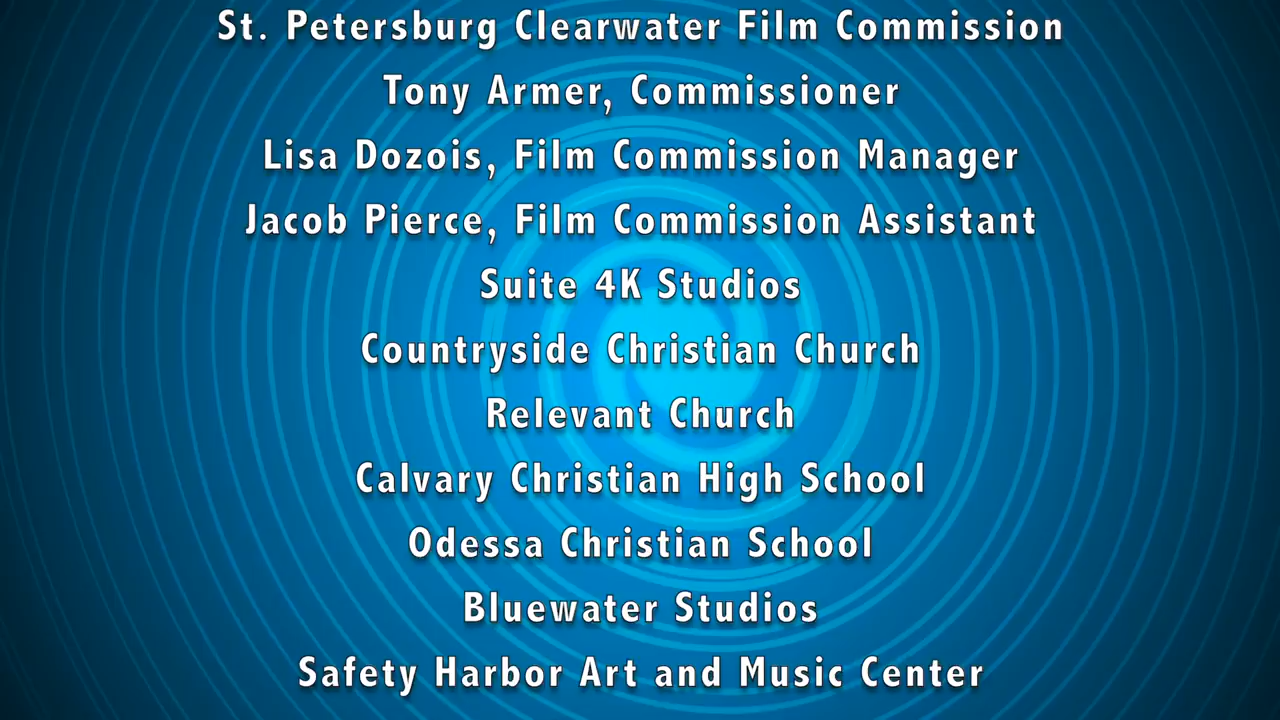 St. Petersburg Clearwater Film Commission
Tony Armer, Commissioner
Lisa Dozois, Film Commission Manager
Jacob Pierce, Film Commission Assistant
Suite 4K Studios
Countryside Christian Church
Relevant Church
Calvary Christian High School
Odessa Christian School
Bluewater Studios
Safety Harbor Art and Music Center